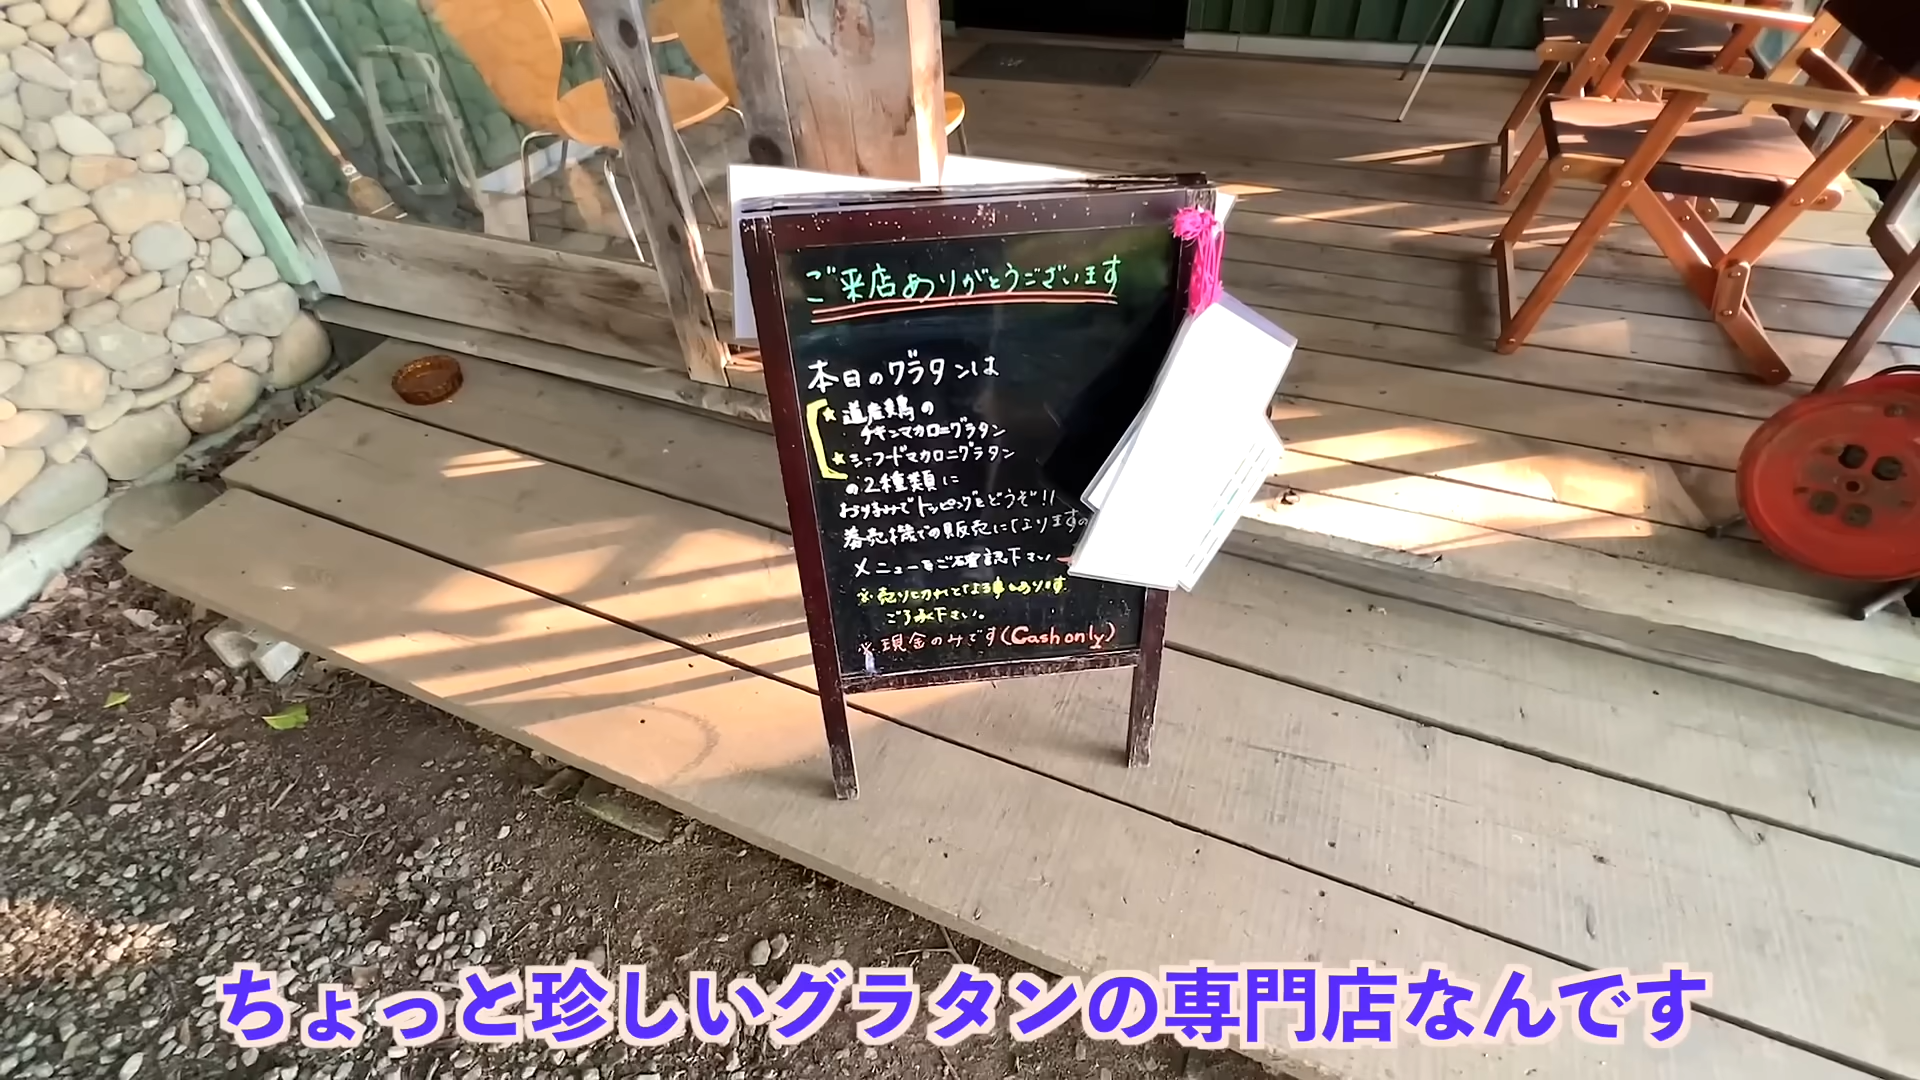 ご来店ありがとうございます
本日のグラタンは
★道産鶏の
チキンマカロニグラタン
★シーフードマカロニグラタン
の2種類に
お好みでトッピングをどうぞ!!
券売機での販売になりますの
メニューをご確認下さい
※売り切れとなる事もあります
ご了承下さい。
※現金のみです(Cash only)
ちょっと珍しいグラタンの専門店なんです